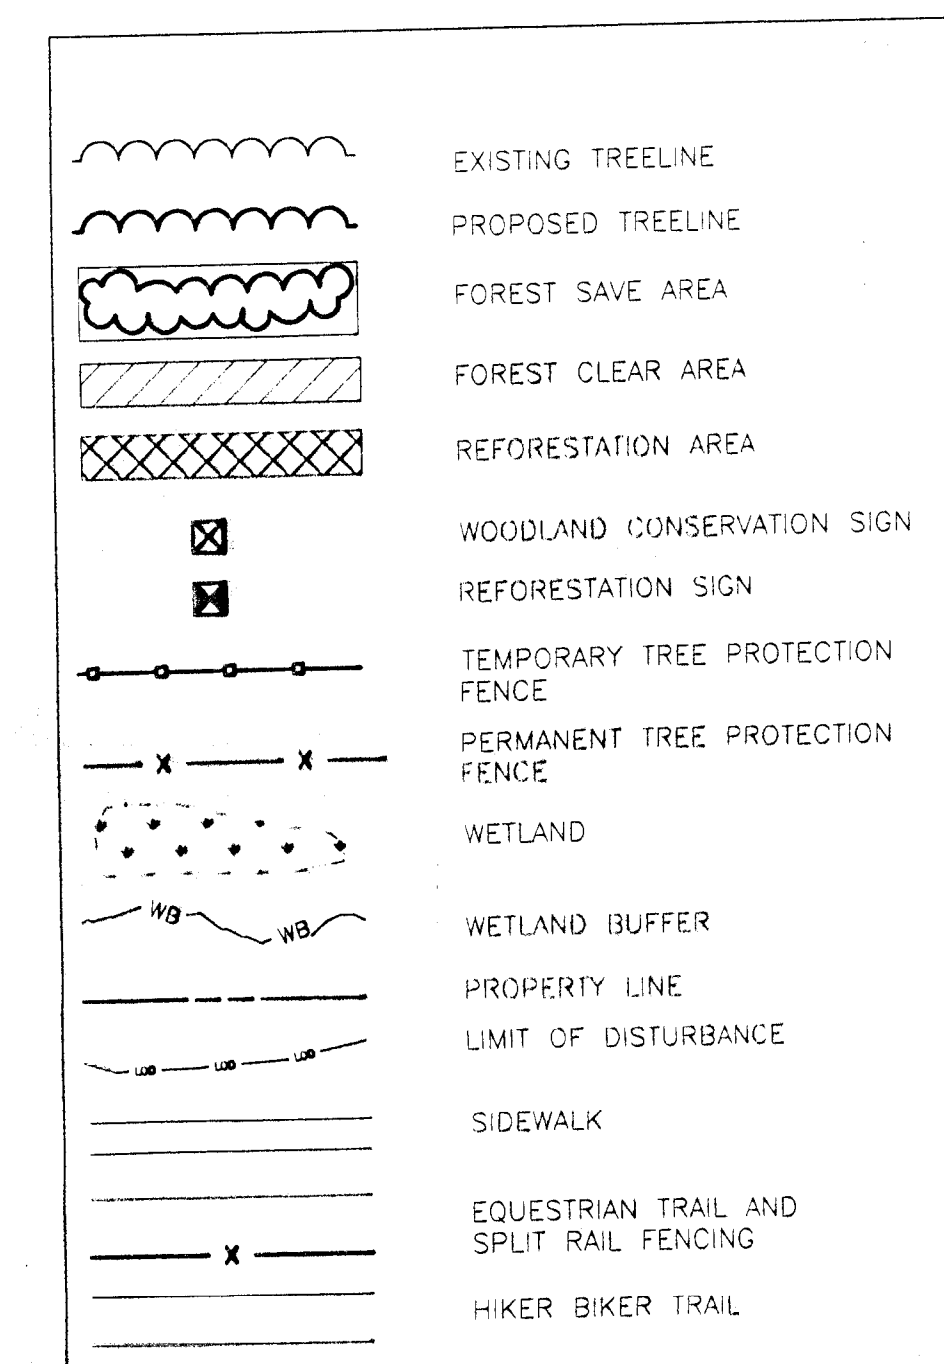 EXISTING TREELINE
PROPOSED TREELINE
FOREST SAVE AREA
FOREST CLEAR AREA
REFORESTATION AREA
WOODLAND CONSERVATION SIGN
REFORESTATION SIGN
TEMPORARY TREE PROTECTION
FENCE
X X
PERMANENT TREE PROTECTION
FENCE
WETLAND
WB WB
WETLAND BUFFER
PROPERTY LINE
LOD LOD LOD
LIMIT OF DISTURBANCE
SIDEWALK
EQUESTRIAN TRAIL AND
SPLIT RAIL FENCING
X
HIKER BIKER TRAIL